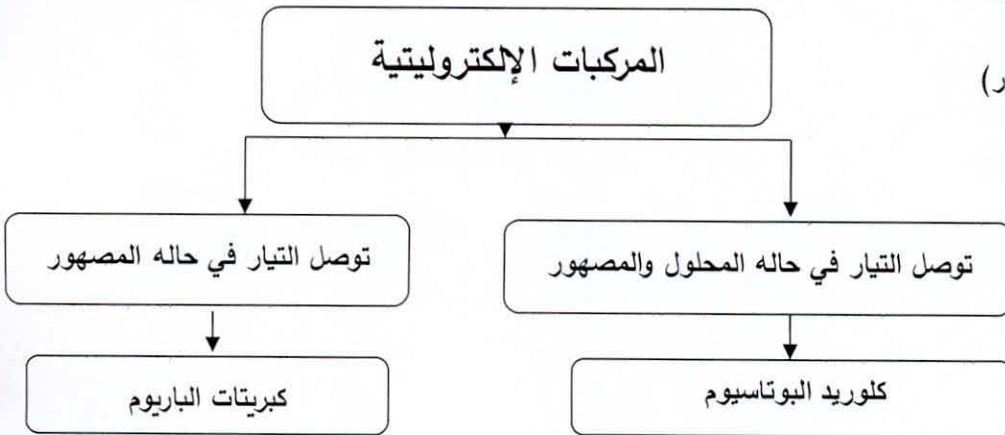 المركبات الإلكتروليتية
ر)
توصل التيار في حاله المحلول والمصهور
توصل التيار في حاله المصهور
كلوريد البوتاسيوم
كبريتات الباريوم